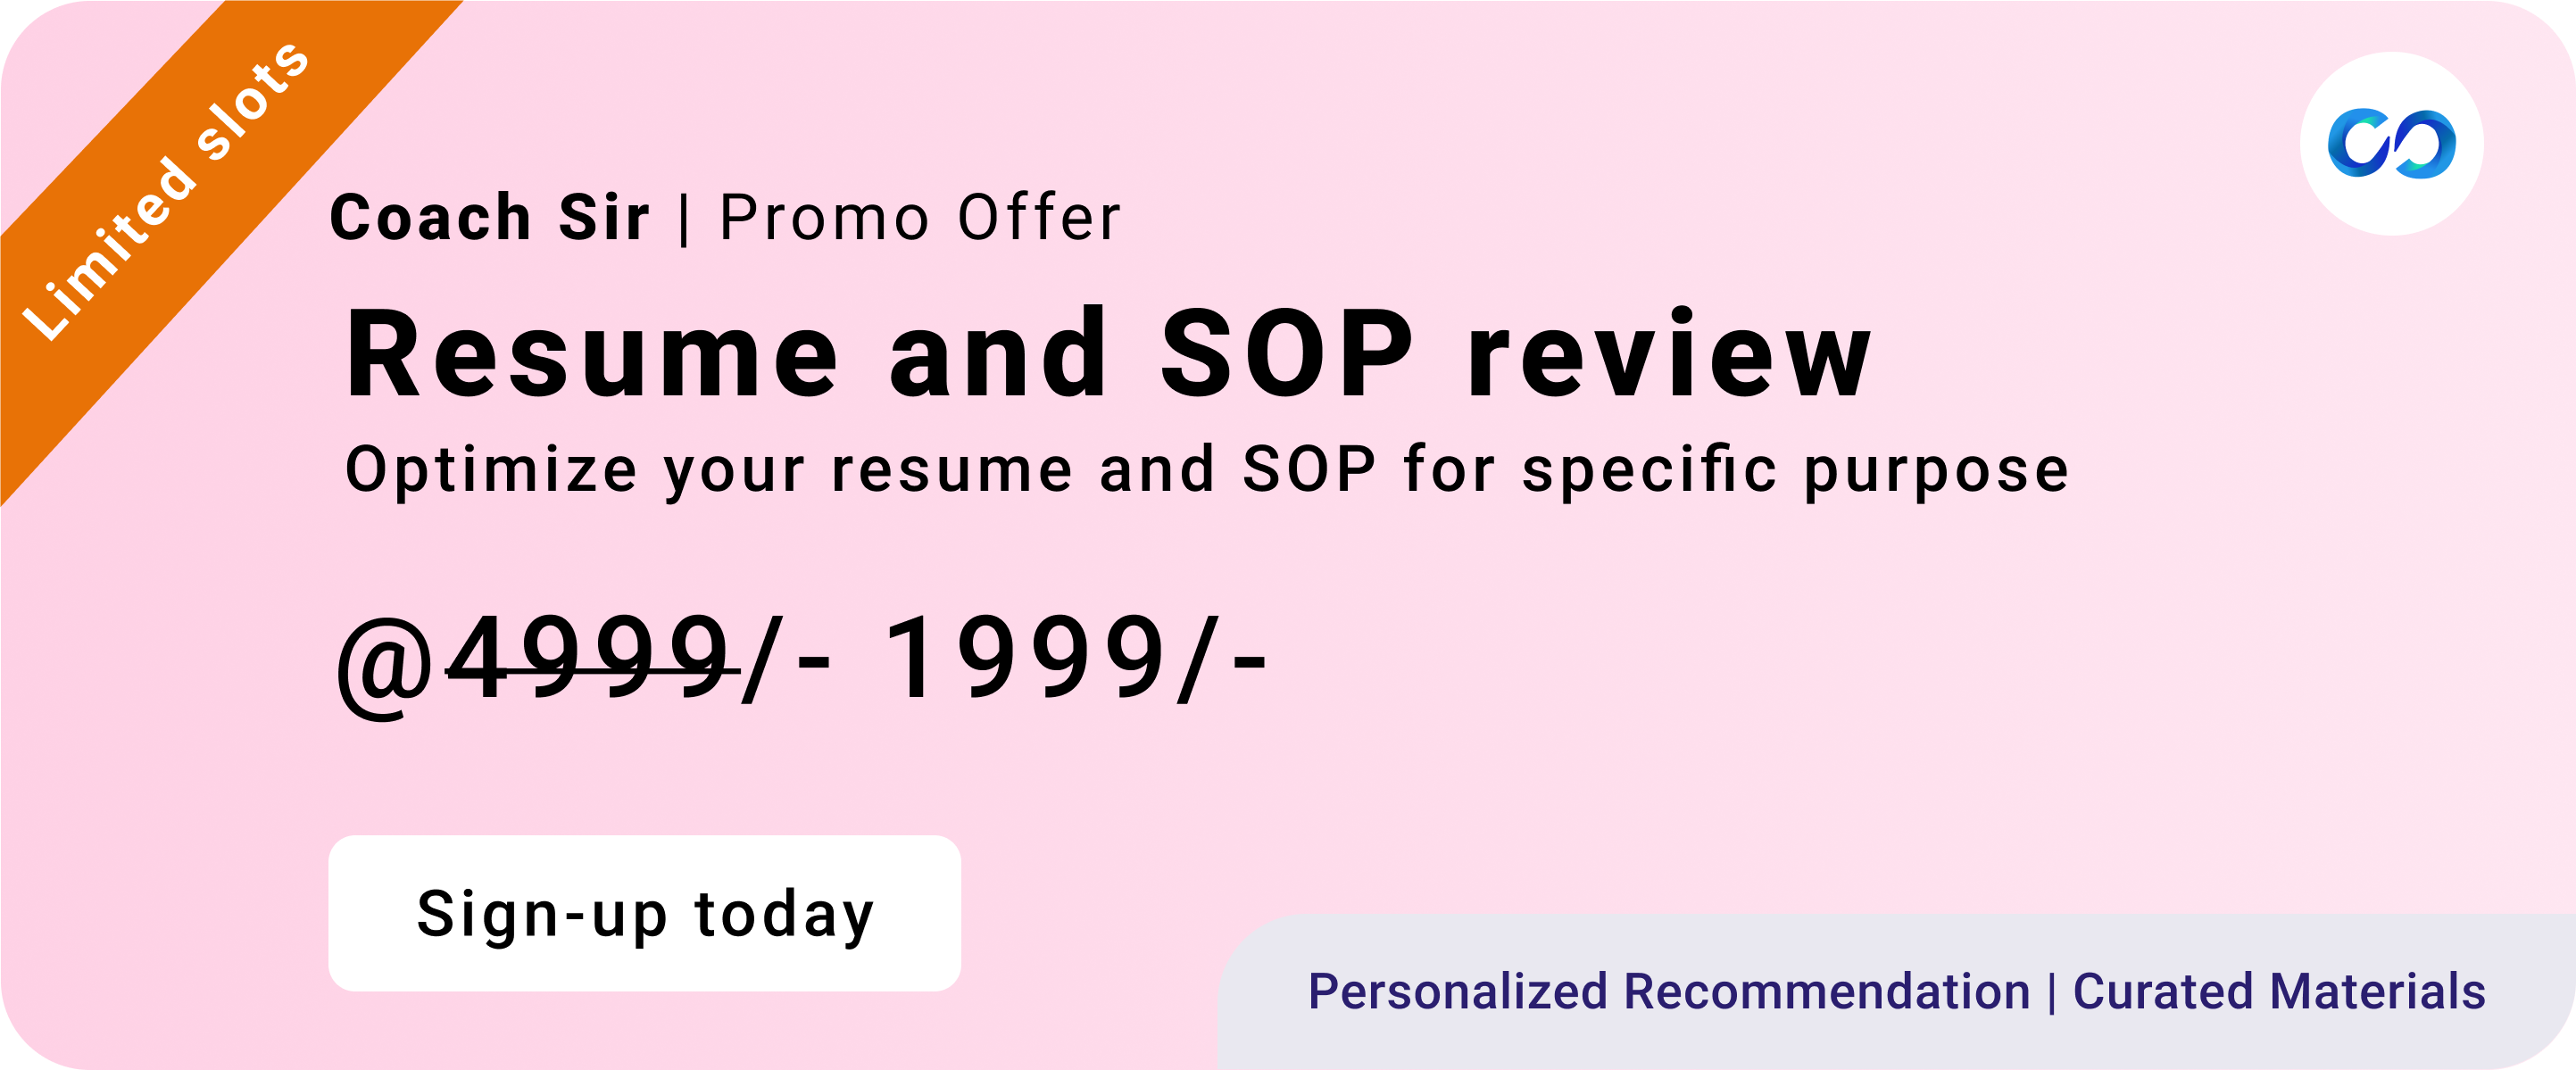 Limited slots
Coach Sir | Promo Offer
Resume and SOP review
Optimize your resume and SOP for specific purpose
@4999/- 1999/-
Sign-up today
Personalized Recommendation | Curated Materials